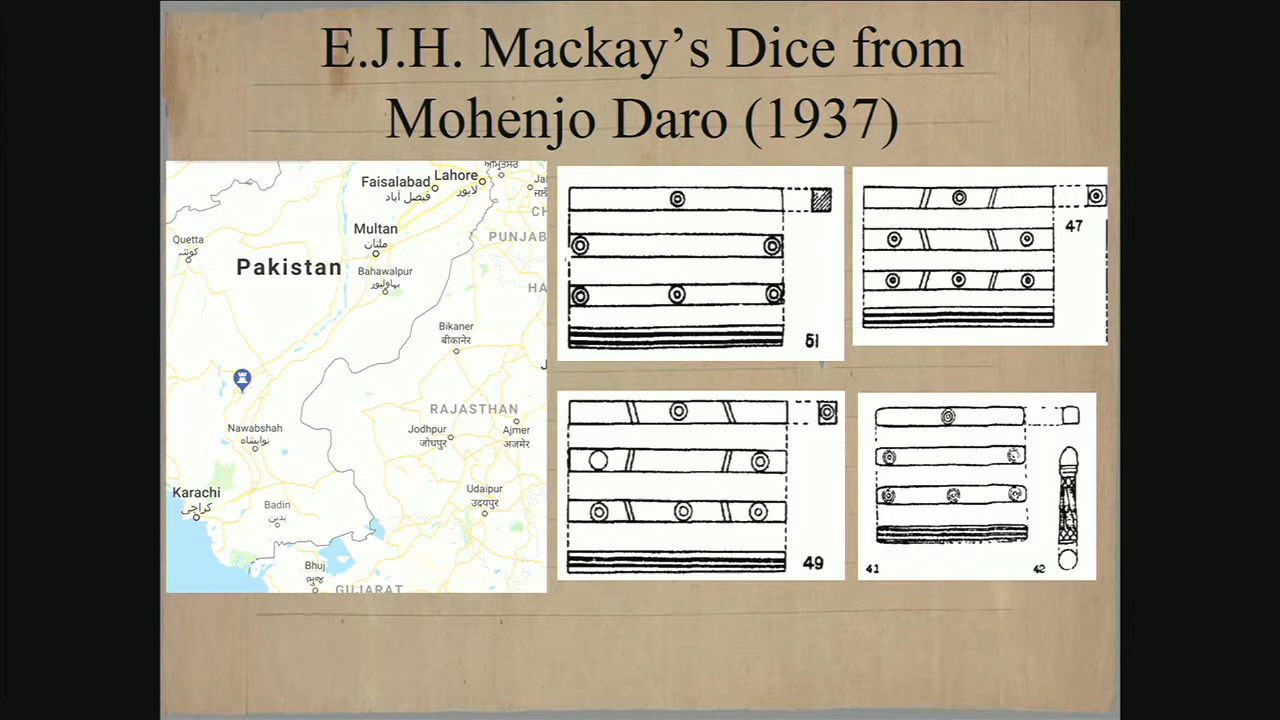 E.J.H. Mackay’s Dice from
Mohenjo Daro (1937)
Faisalabad
فیصل آباد
Lahore
لاہور
Quetta
کوئٹہ
Multan
ملتان
PUNJAB
Pakistan
Bahawalpur
بہاولپور
Bikaner
बीकानेर
RAJASTHAN
Nawabshah
نوابشاہ
Jodhpur
जोधपुर
Ajmer
अजमेर
Karachi
کراچی
Badin
بدین
Udaipur
उदयपुर
Bhuj
ભુજ
GUJARAT
51
47
49
41
42